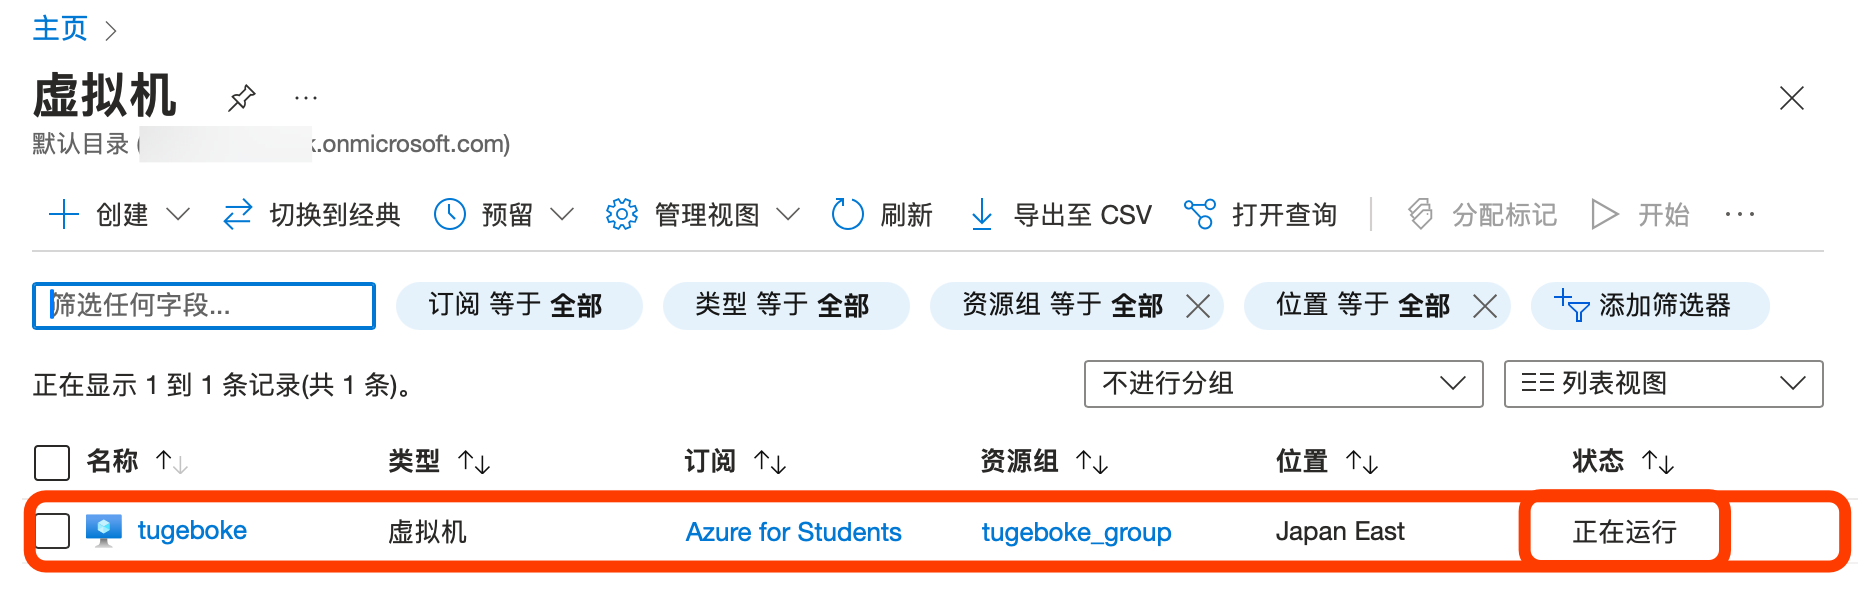 主页
虚拟机
默认目录 (k.onmicrosoft.com)
创建 切换到经典 预留 管理视图 刷新 导出至 CSV 打开查询 分配标记 开始
筛选任何字段... 订阅 等于 全部 类型 等于 全部 资源组 等于 全部 位置 等于 全部 添加筛选器
正在显示 1 到 1 条记录(共 1 条)。 不进行分组 列表视图
名称 类型 订阅 资源组 位置 状态
tugeboke 虚拟机 Azure for Students tugeboke_group Japan East 正在运行